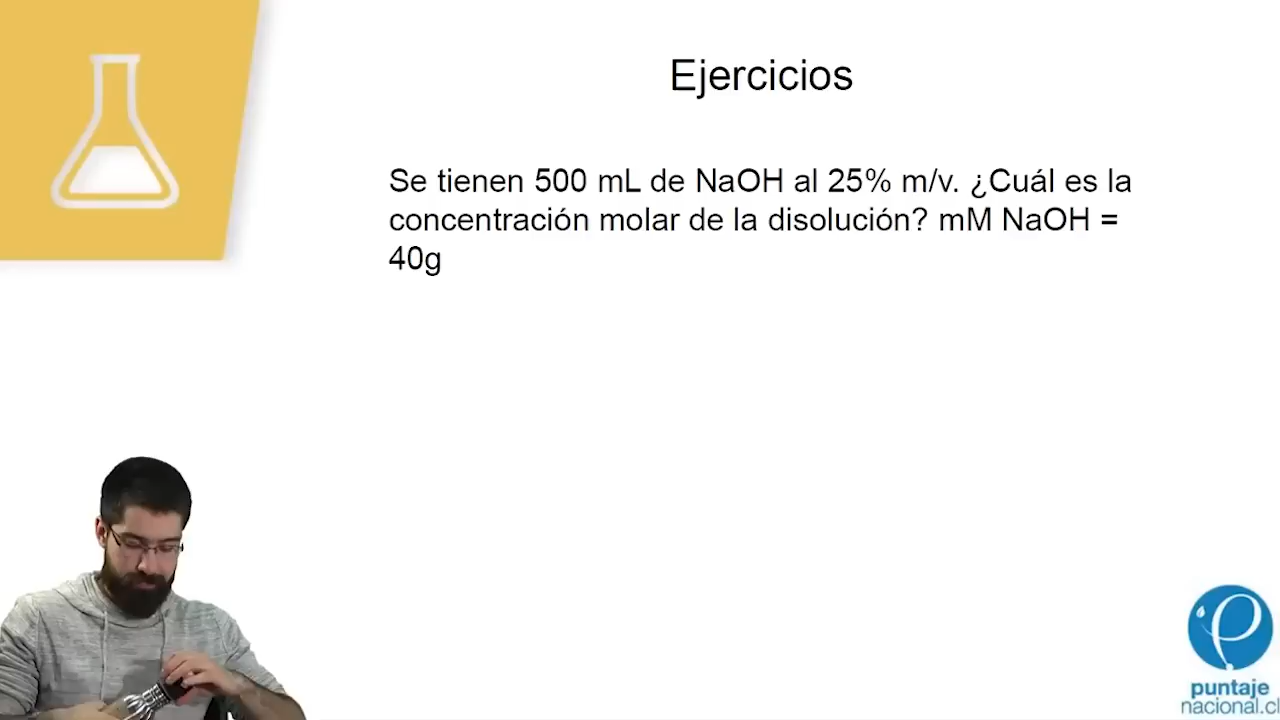 Ejercicios
Se tienen 500 mL de NaOH al 25% m/v. ¿Cuál es la
concentración molar de la disolución? mM NaOH =
40g
puntaje
nacional.cl